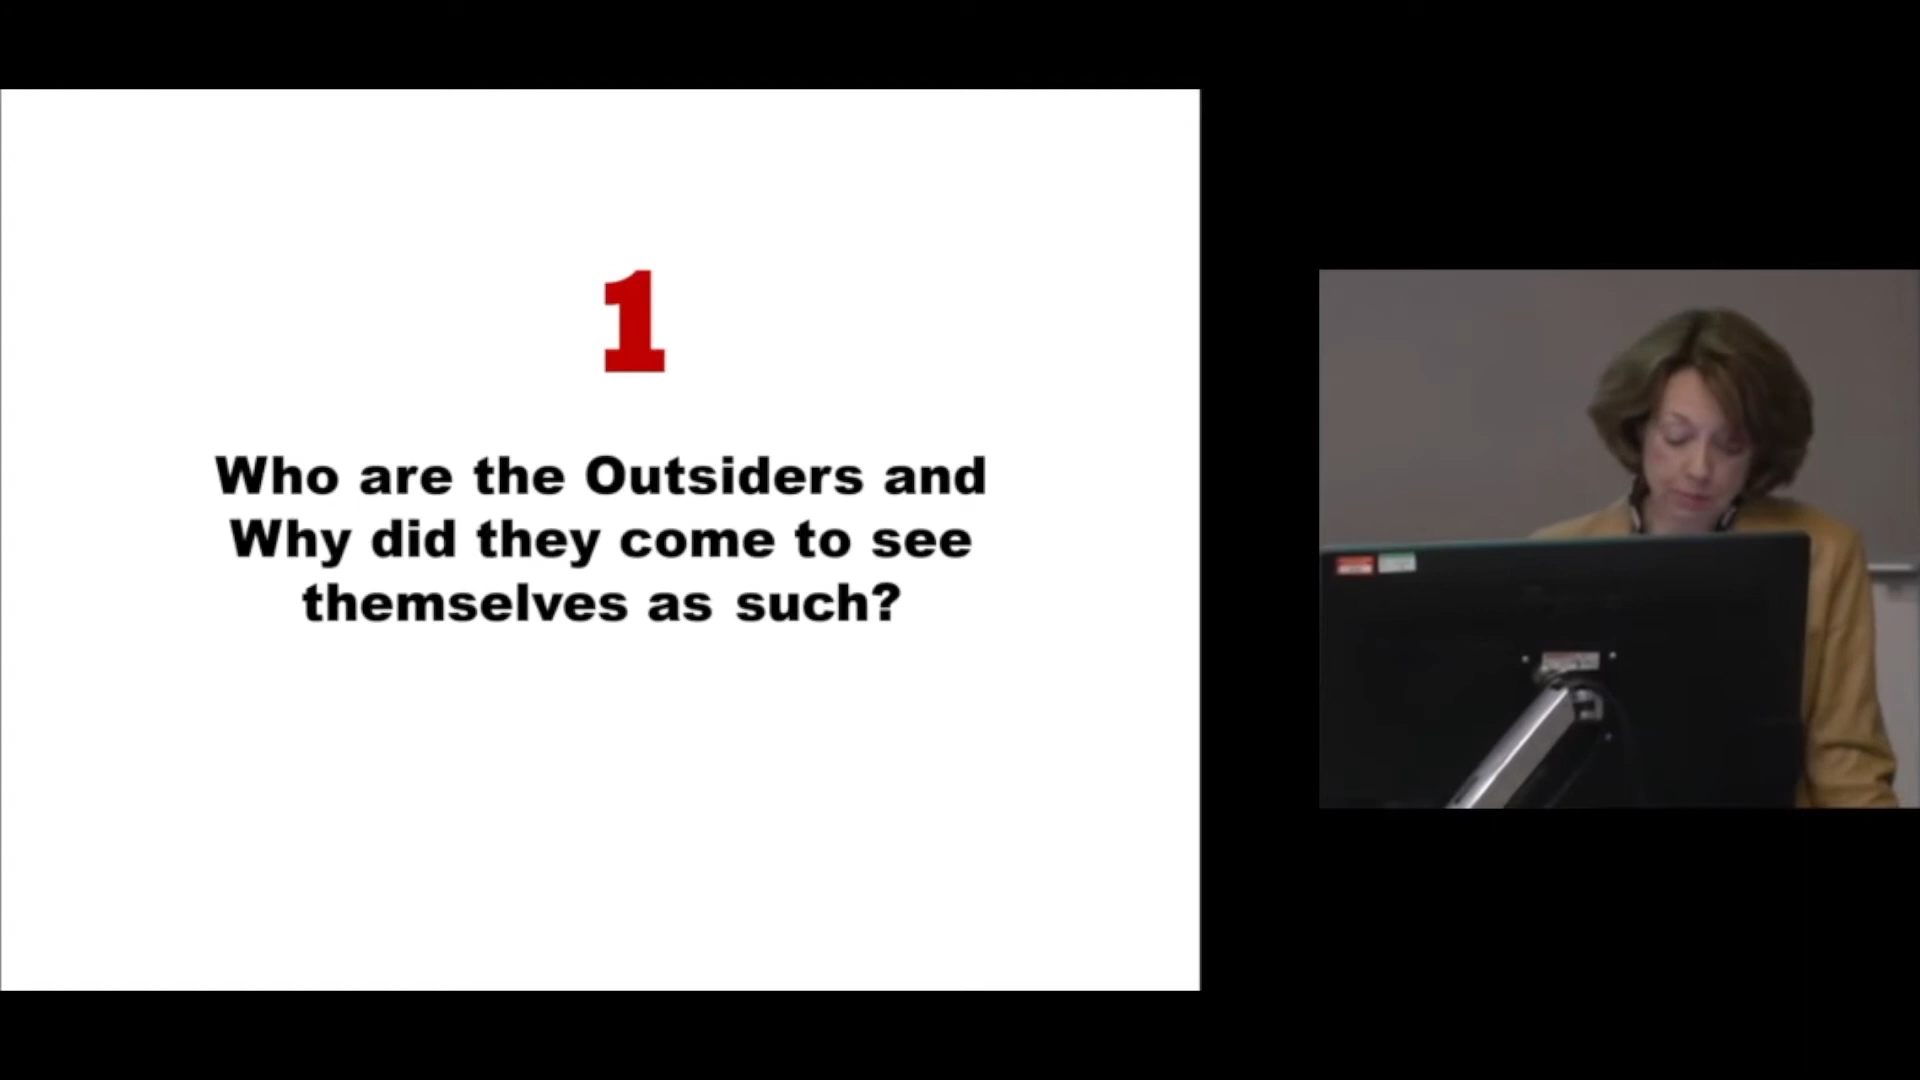 1
Who are the Outsiders and
Why did they come to see
themselves as such?